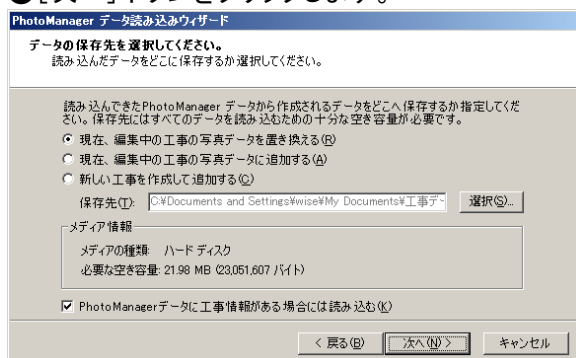 PhotoManager データ読み込みウィザード
データの保存先を選択してください。
読み込んだデータをどこに保存するか選択してください。
読み込んできたPhotoManager データから作成されるデータをどこへ保存するか指定してくだ
さい。保存先にはすべてのデータを読み込むための十分な空き容量が必要です。
現在、編集中の工事の写真データを置き換える(R)
現在、編集中の工事の写真データに追加する(A)
新しい工事を作成して追加する(C)
保存先(T): C:¥Documents and Settings¥wise¥My Documents¥工事デー 選択(S)...
メディア情報
メディアの種類: ハード ディスク
必要な空き容量: 21.98 MB (23,051,607 バイト)
PhotoManagerデータに工事情報がある場合には読み込む(K)
< 戻る(B) 次へ(N) > キャンセル